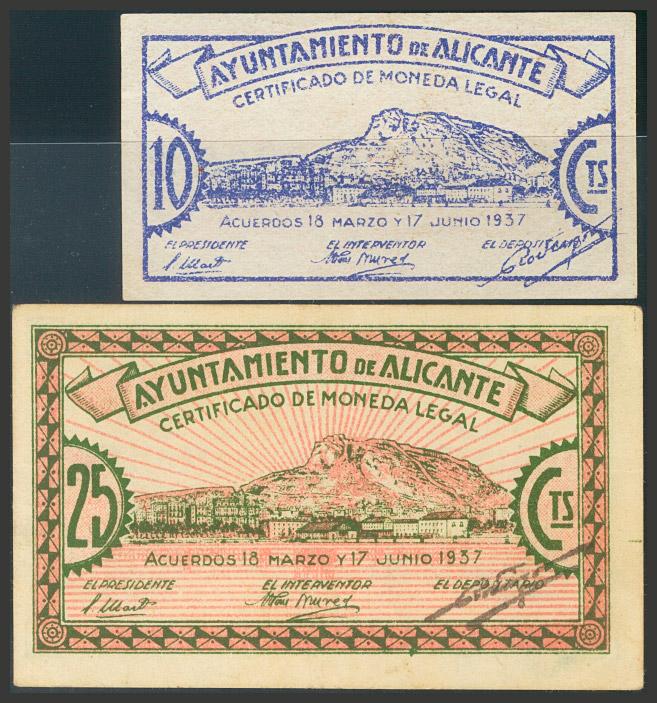 AYUNTAMIENTO DE ALICANTE
CERTIFICADO DE MONEDA LEGAL
10 CTS
ACUERDOS 18 MARZO Y 17 JUNIO 1937
EL PRESIDENTE EL INTERVENTOR EL DEPOSITARIO
AYUNTAMIENTO DE ALICANTE
CERTIFICADO DE MONEDA LEGAL
25 CTS
ACUERDOS 18 MARZO Y 17 JUNIO 1937
EL PRESIDENTE EL INTERVENTOR EL DEPOSITARIO